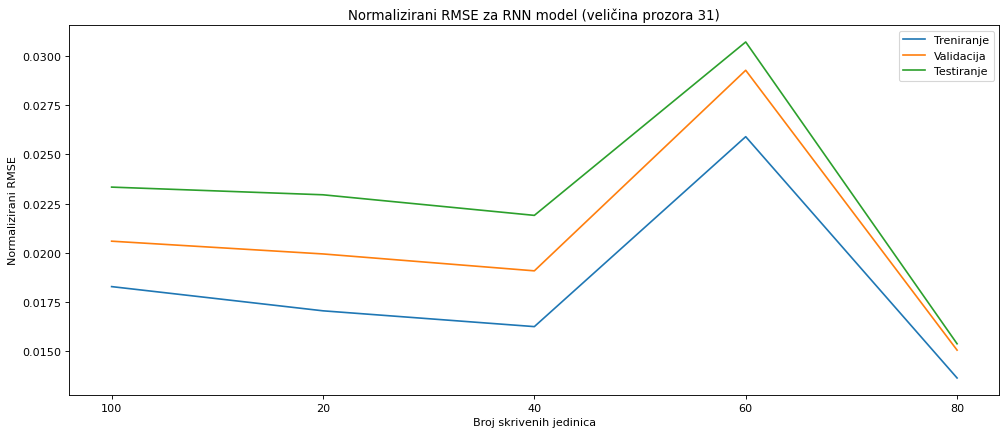 Normalizirani RMSE za RNN model (veličina prozora 31)
Treniranje
Validacija
Testiranje
Normalizirani RMSE
0.0300
0.0275
0.0250
0.0225
0.0200
0.0175
0.0150
100 20 40 60 80
Broj skrivenih jedinica